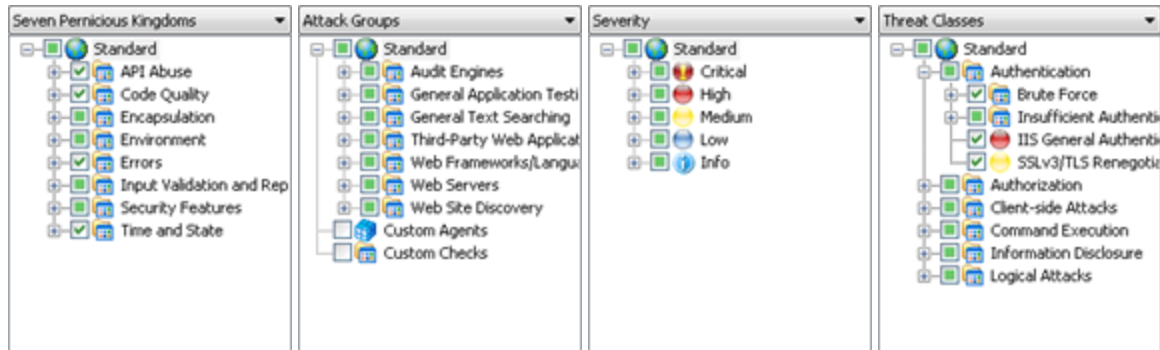 Seven Pernicious Kingdoms
Standard
API Abuse
Code Quality
Encapsulation
Environment
Errors
Input Validation and Rep
Security Features
Time and State
Attack Groups
Standard
Audit Engines
General Application Testi
General Text Searching
Third-Party Web Applicat
Web Frameworks/Langua
Web Servers
Web Site Discovery
Custom Agents
Custom Checks
Severity
Standard
Critical
High
Medium
Low
Info
Threat Classes
Standard
Authentication
Brute Force
Insufficient Authenti
IIS General Authenti
SSLv3/TLS Renegotia
Authorization
Client-side Attacks
Command Execution
Information Disclosure
Logical Attacks